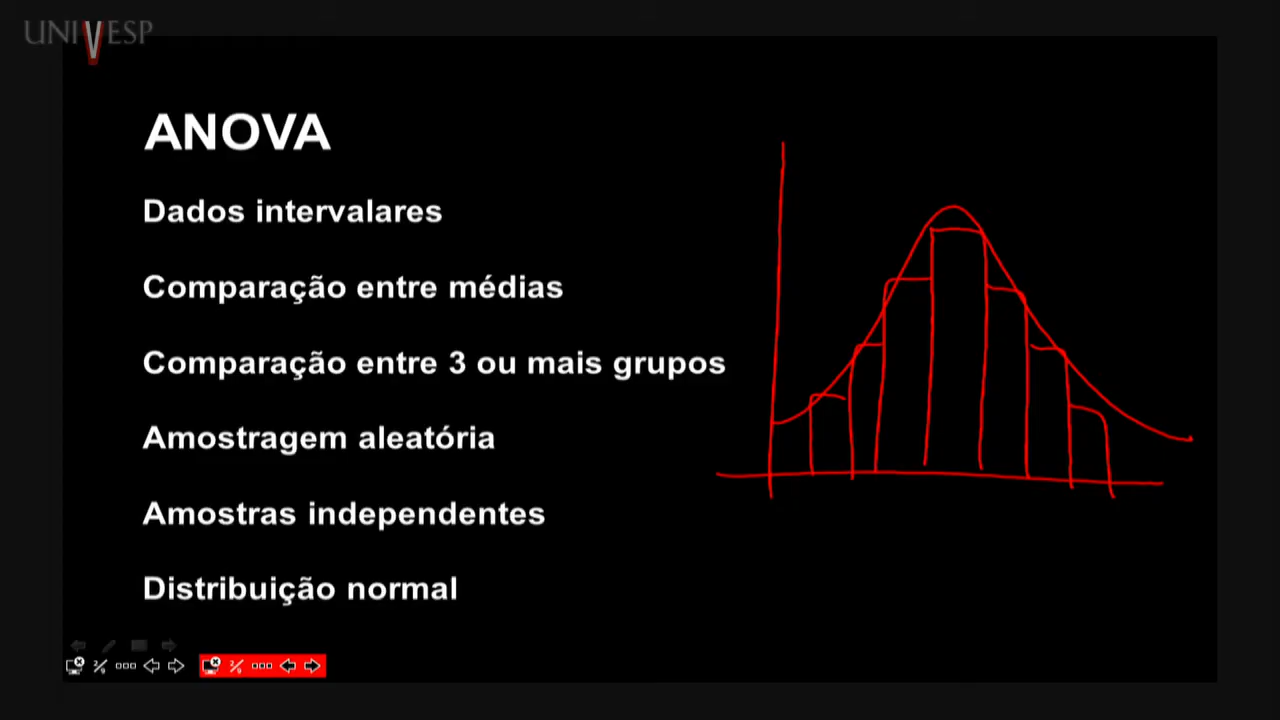 UNIVESP
ANOVA
Dados intervalares
Comparação entre médias
Comparação entre 3 ou mais grupos
Amostragem aleatória
Amostras independentes
Distribuição normal